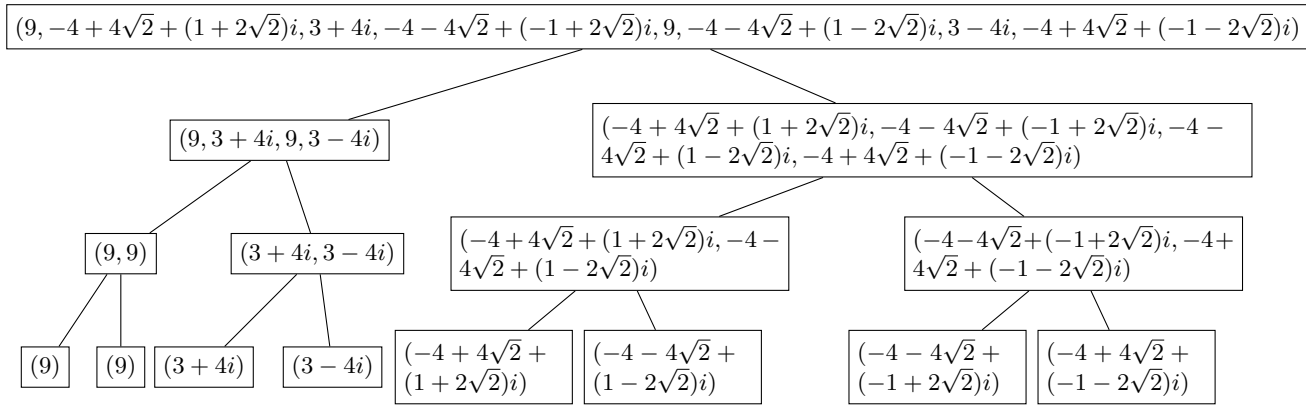 (9, −4 + 4√2 + (1 + 2√2)i, 3 + 4i, −4 − 4√2 + (−1 + 2√2)i, 9, −4 − 4√2 + (1 − 2√2)i, 3 − 4i, −4 + 4√2 + (−1 − 2√2)i)
(9, 3 + 4i, 9, 3 − 4i)
(−4 + 4√2 + (1 + 2√2)i, −4 − 4√2 + (−1 + 2√2)i, −4 −
4√2 + (1 − 2√2)i, −4 + 4√2 + (−1 − 2√2)i)
(9, 9)
(3 + 4i, 3 − 4i)
(−4 + 4√2 + (1 + 2√2)i, −4 −
4√2 + (1 − 2√2)i)
(−4 − 4√2 + (−1 + 2√2)i, −4 +
4√2 + (−1 − 2√2)i)
(9)
(9)
(3 + 4i)
(3 − 4i)
(−4 + 4√2 +
(1 + 2√2)i)
(−4 − 4√2 +
(1 − 2√2)i)
(−4 − 4√2 +
(−1 + 2√2)i)
(−4 + 4√2 +
(−1 − 2√2)i)